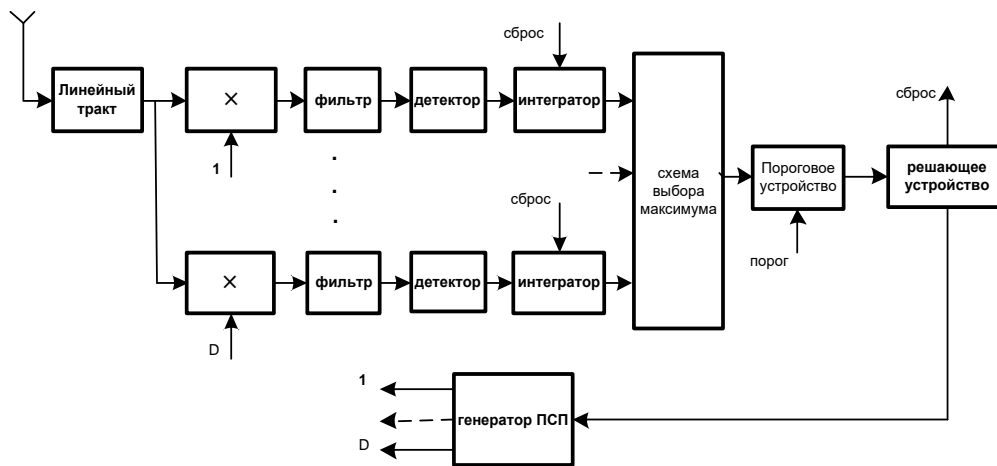 сброс
сброс
Линейный
тракт
×
фильтр
детектор
интегратор
1
схема
выбора
максимума
Пороговое
устройство
решающее
устройство
сброс
порог
×
фильтр
детектор
интегратор
D
1
генератор ПСП
D